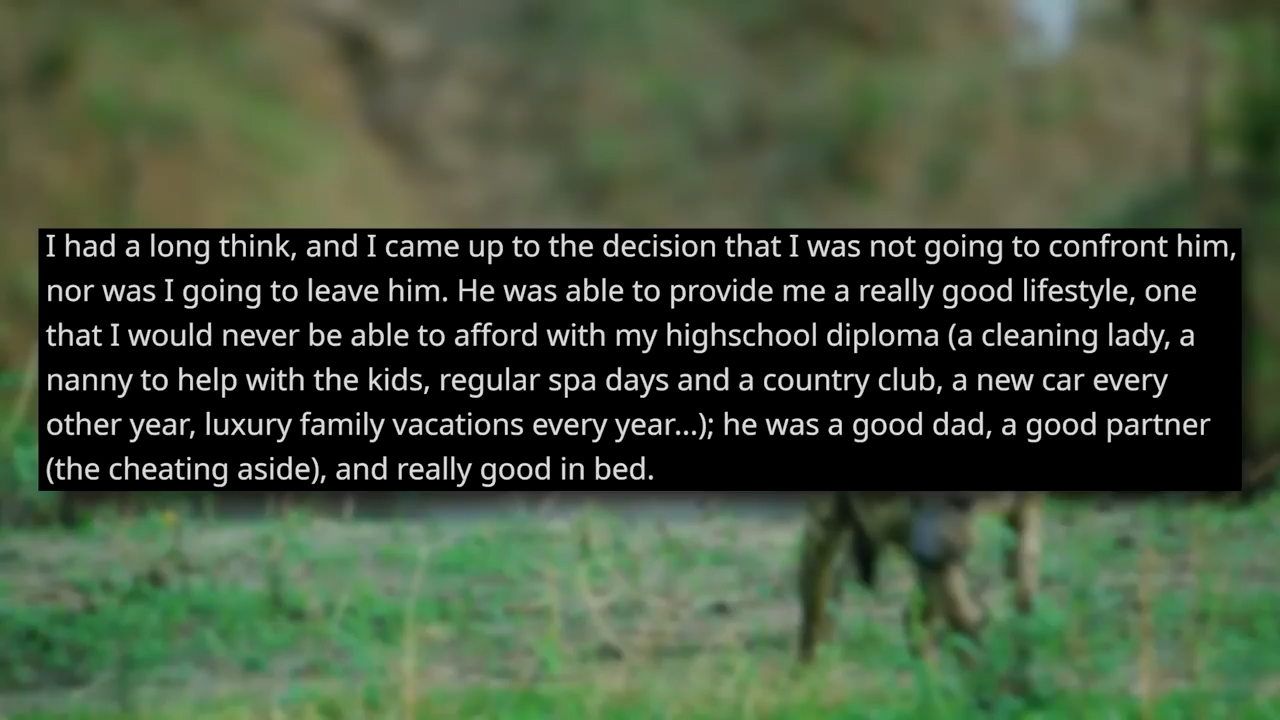 I had a long think, and I came up to the decision that I was not going to confront him,
nor was I going to leave him. He was able to provide me a really good lifestyle, one
that I would never be able to afford with my highschool diploma (a cleaning lady, a
nanny to help with the kids, regular spa days and a country club, a new car every
other year, luxury family vacations every year...); he was a good dad, a good partner
(the cheating aside), and really good in bed.